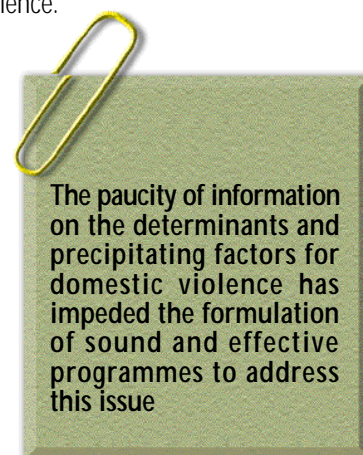 The paucity of information
on the determinants and
precipitating factors for
domestic violence has
impeded the formulation
of sound and effective
programmes to address
this issue